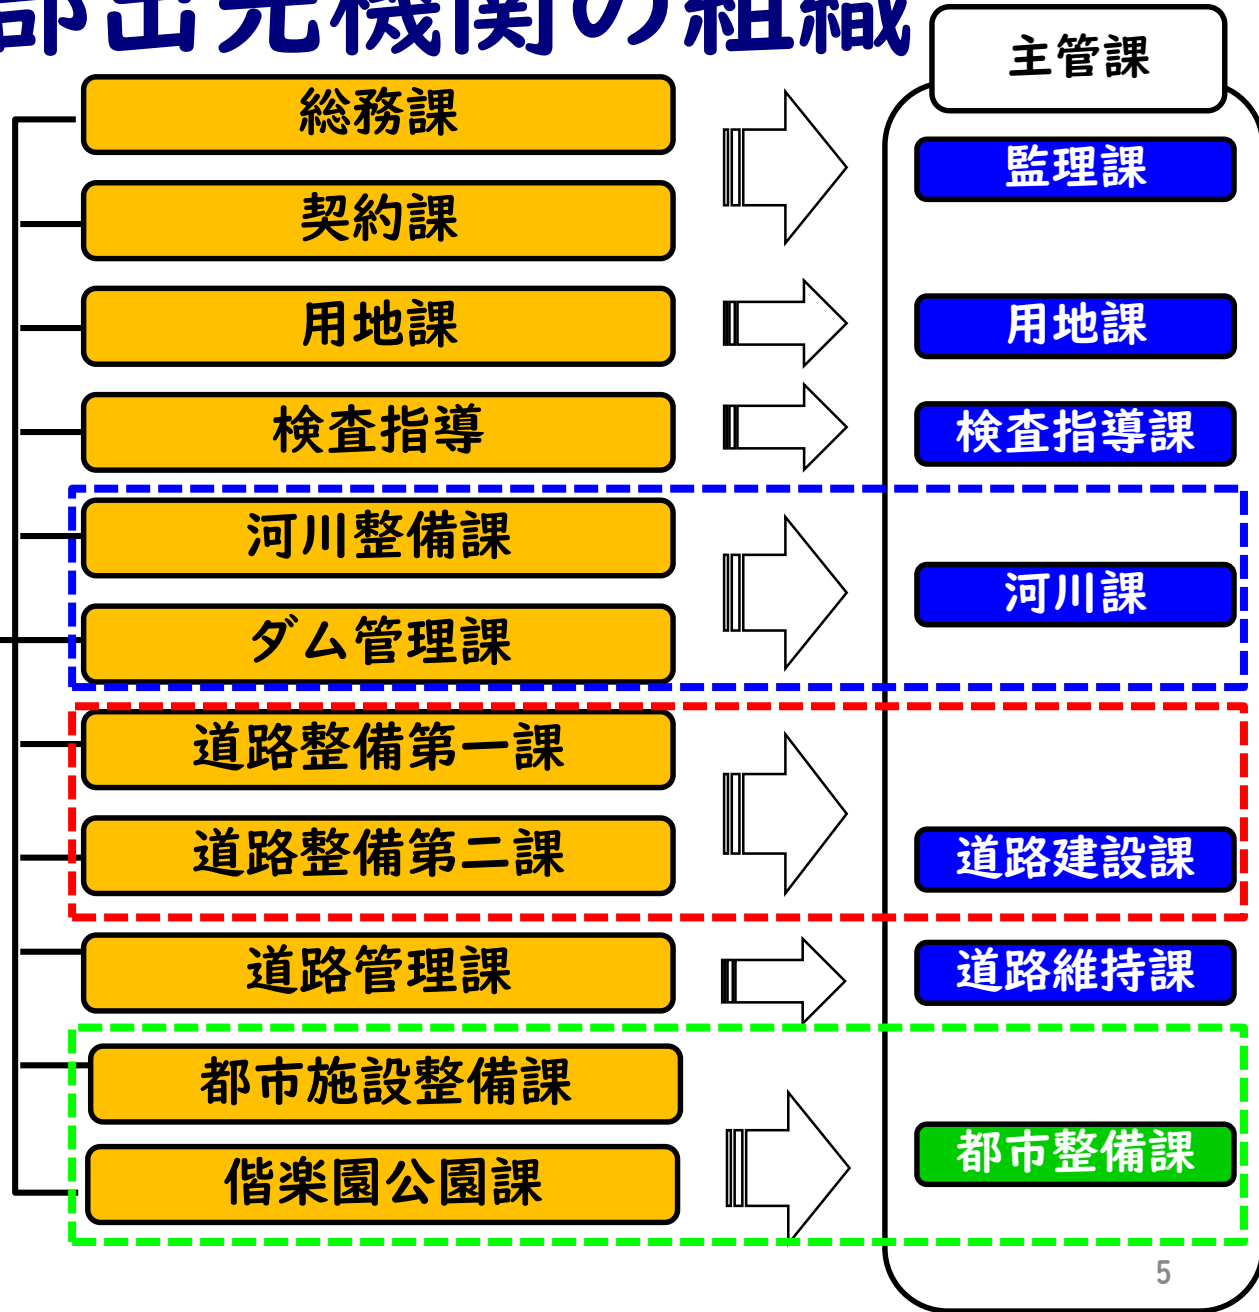 部出先機関の組織
主管課
総務課
監理課
契約課
用地課
用地課
検査指導
検査指導課
河川整備課
河川課
ダム管理課
道路整備第一課
道路整備第二課
道路建設課
道路管理課
道路維持課
都市施設整備課
都市整備課
偕楽園公園課
5